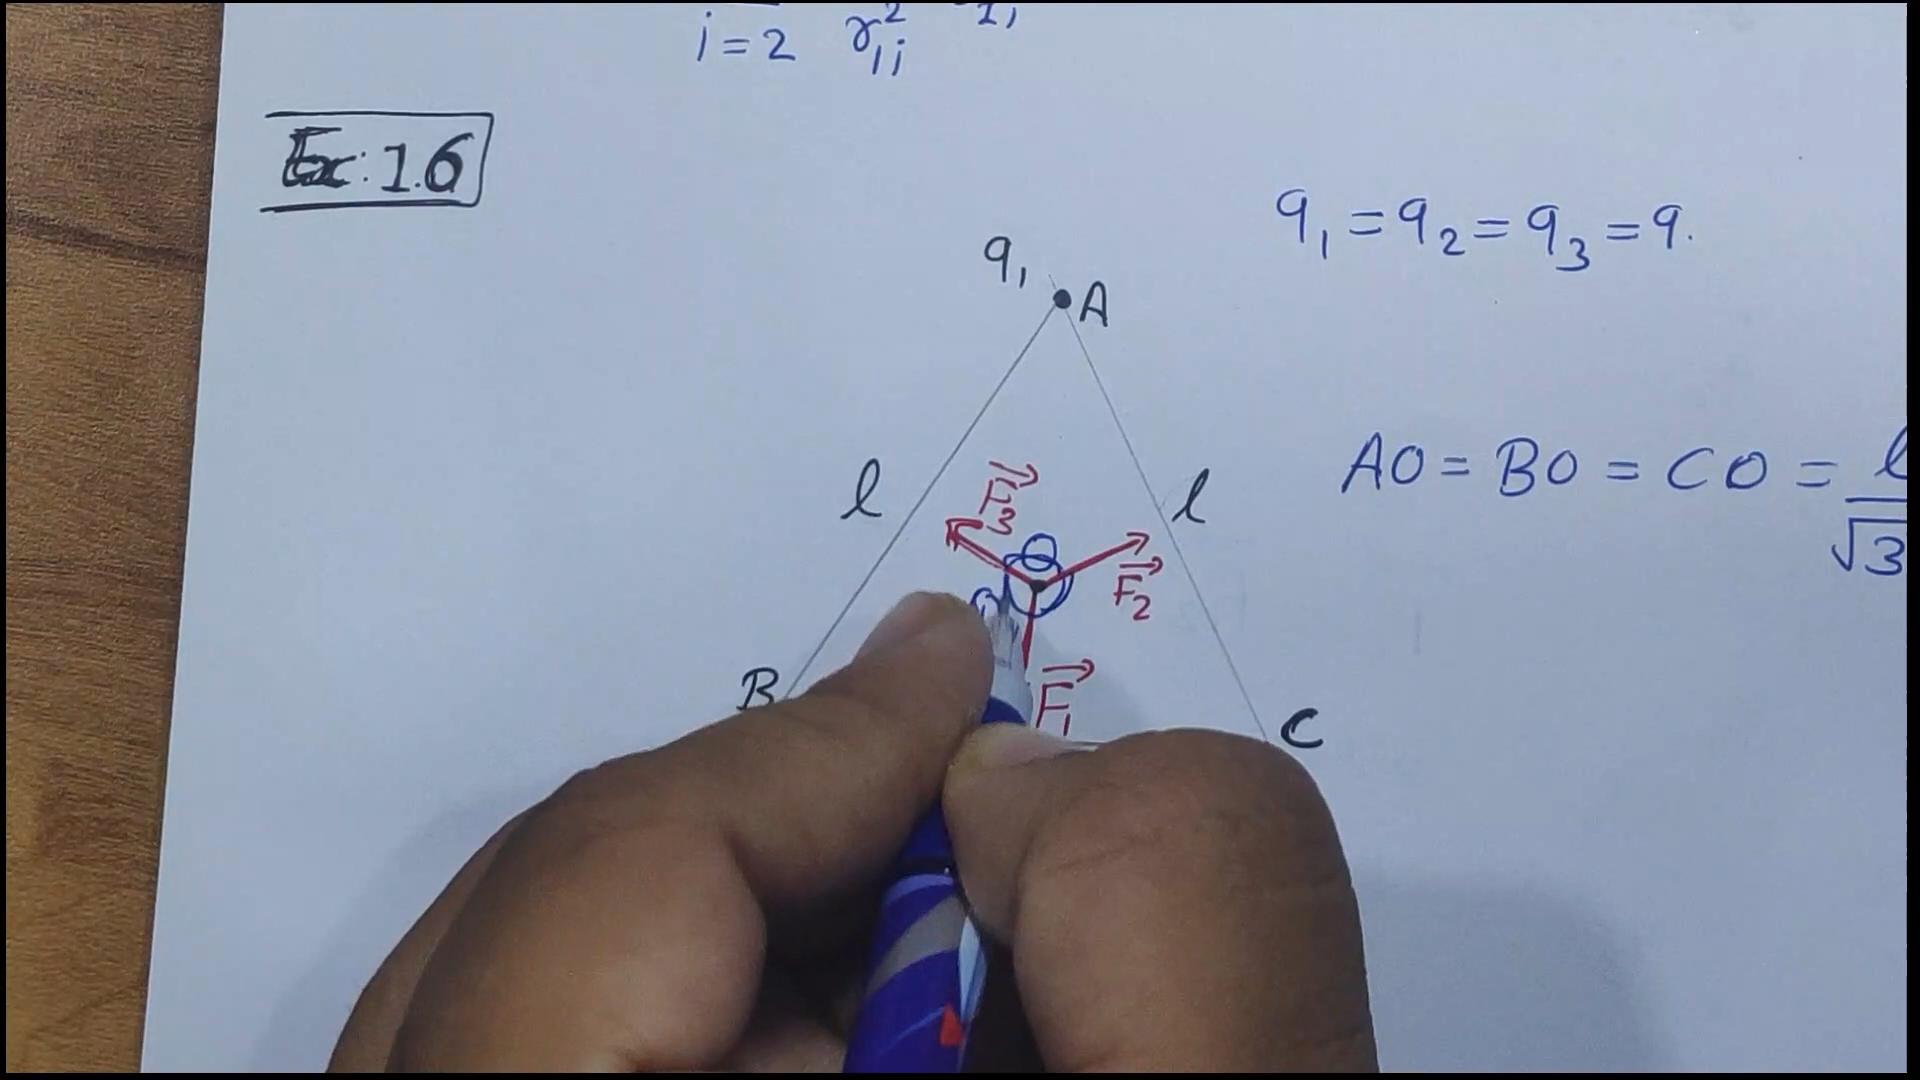 i = 2 r²₁ᵢ
Ex: 1.6
q₁ = q₂ = q₃ = q.
q₁
A
AO = BO = CO = l/√3
l
l
F₃→
O
F₂→
B
F₁→
C